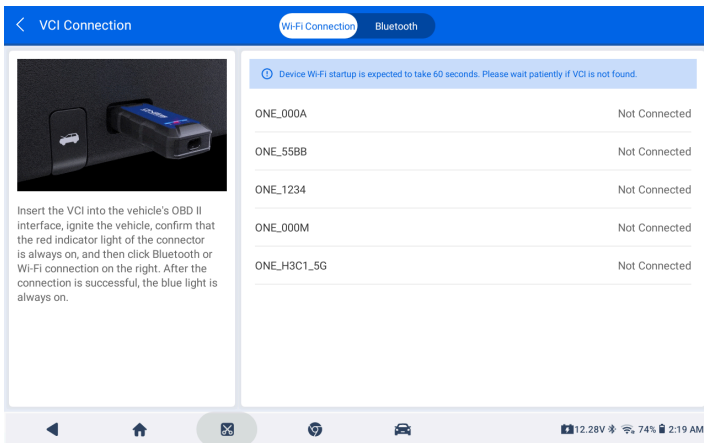 VCI Connection
Wi-Fi Connection
Bluetooth
Device Wi-Fi startup is expected to take 60 seconds. Please wait patiently if VCI is not found.
ONE_000A Not Connected
ONE_55BB Not Connected
ONE_1234 Not Connected
ONE_000M Not Connected
ONE_H3C1_5G Not Connected
Insert the VCI into the vehicle's OBD II
interface, ignite the vehicle, confirm that
the red indicator light of the connector
is always on, and then click Bluetooth or
Wi-Fi connection on the right. After the
connection is successful, the blue light is
always on.
12.28V 74% 2:19 AM